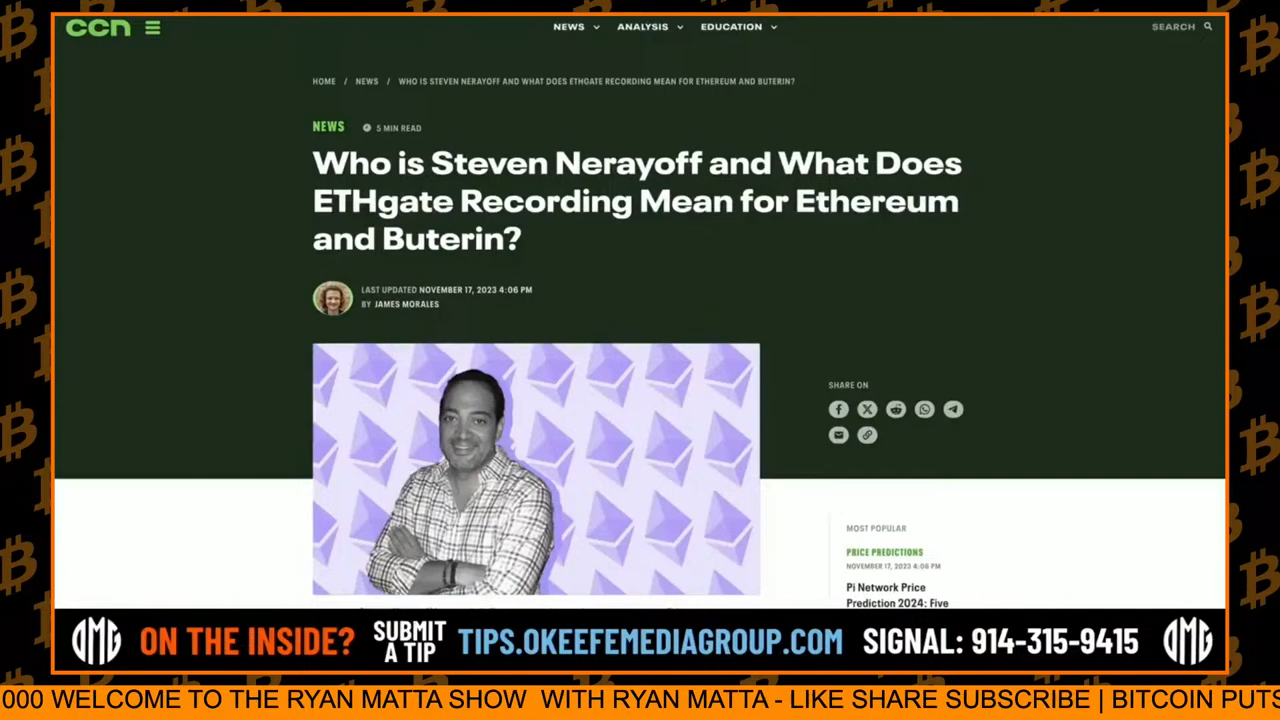 ccn
NEWS
ANALYSIS
EDUCATION
SEARCH
HOME / NEWS / WHO IS STEVEN NERAYOFF AND WHAT DOES ETHGATE RECORDING MEAN FOR ETHEREUM AND BUTERIN?
NEWS 5 MIN READ
Who is Steven Nerayoff and What Does
ETHgate Recording Mean for Ethereum
and Buterin?
LAST UPDATED NOVEMBER 17, 2023 4:06 PM
BY JAMES MORALES
SHARE ON
MOST POPULAR
PRICE PREDICTIONS
NOVEMBER 17, 2023 4:06 PM
Pi Network Price
Prediction 2024: Five
OMG ON THE INSIDE? SUBMIT
A TIP TIPS.OKEEFEMEDIAGROUP.COM SIGNAL: 914-315-9415 OMG
000 WELCOME TO THE RYAN MATTA SHOW WITH RYAN MATTA - LIKE SHARE SUBSCRIBE | BITCOIN PUTS